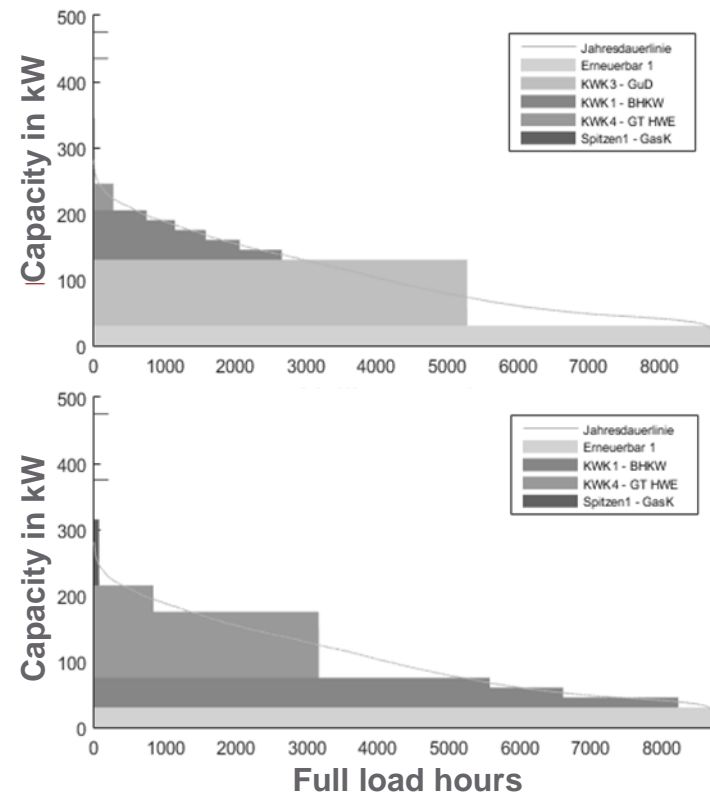 Capacity in kW
500
400
300
200
100
0
0 1000 2000 3000 4000 5000 6000 7000 8000
Jahresdauerlinie
Erneuerbar 1
KWK3 - GuD
KWK1 - BHKW
KWK4 - GT HWE
Spitzen1 - GasK
Capacity in kW
500
400
300
200
100
0
0 1000 2000 3000 4000 5000 6000 7000 8000
Jahresdauerlinie
Erneuerbar 1
KWK1 - BHKW
KWK4 - GT HWE
Spitzen1 - GasK
Full load hours